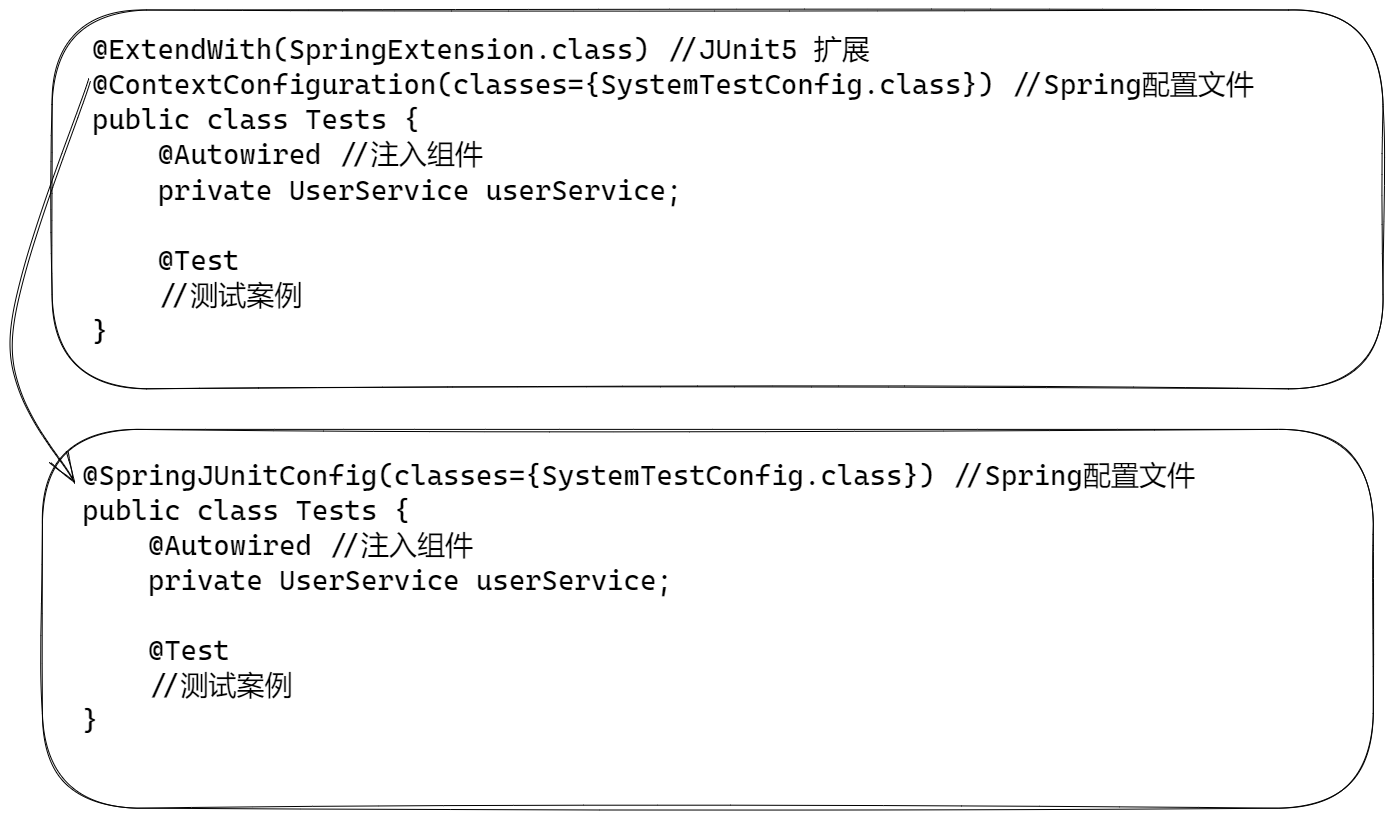 @ExtendWith(SpringExtension.class) //JUnit5 扩展
@ContextConfiguration(classes={SystemTestConfig.class}) //Spring配置文件
public class Tests {
    @Autowired //注入组件
    private UserService userService;

    @Test
    //测试案例
}
@SpringJUnitConfig(classes={SystemTestConfig.class}) //Spring配置文件
public class Tests {
    @Autowired //注入组件
    private UserService userService;

    @Test
    //测试案例
}